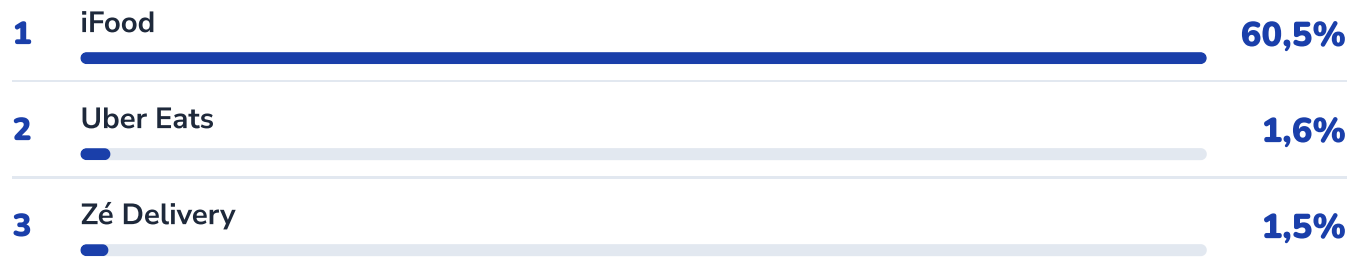 1
iFood
60,5%
2
Uber Eats
1,6%
3
Zé Delivery
1,5%